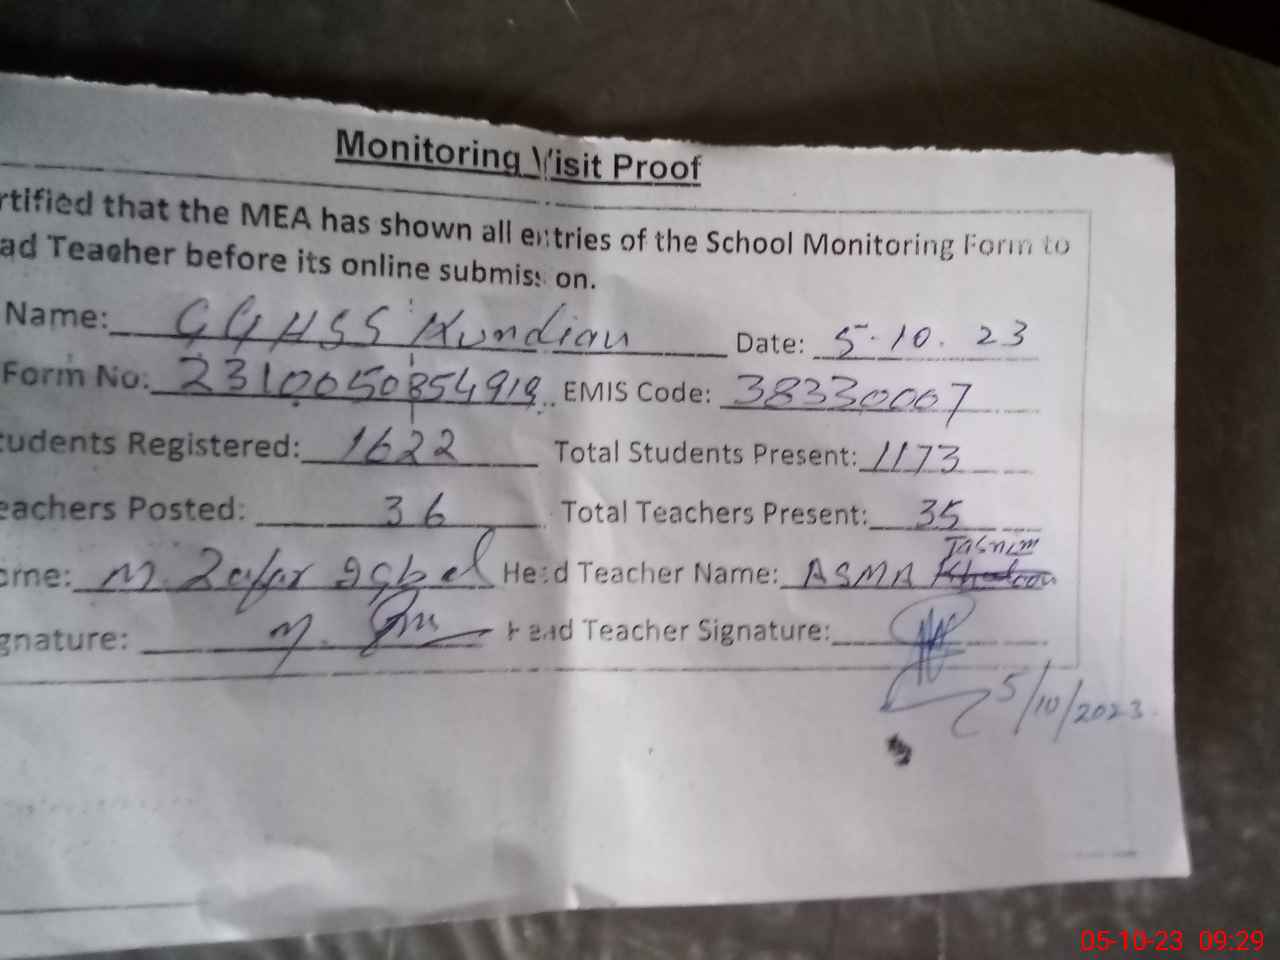 Monitoring Visit Proof
rtified that the MEA has shown all entries of the School Monitoring Form to
ad Teacher before its online submission.
Name: GGHSS Kundian Date: 5-10. 23
Form No: 2310050854919 EMIS Code: 38330007
tudents Registered: 1622 Total Students Present: 1173
eachers Posted: 36 Total Teachers Present: 35
ame: M. Zafar Iqbal Head Teacher Name: ASMA Tasnim
gnature: M. Head Teacher Signature:
5/10/2023
05-10-23 09:29